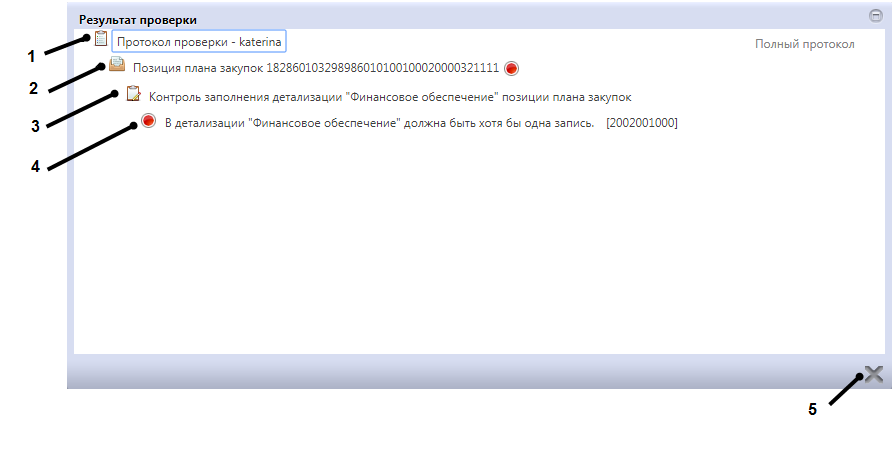 Результат проверки
1
Протокол проверки - katerina
Полный протокол
2
Позиция плана закупок 182860103298986010100100020000321111
3
Контроль заполнения детализации "Финансовое обеспечение" позиции плана закупок
4
В детализации "Финансовое обеспечение" должна быть хотя бы одна запись. [2002001000]
5